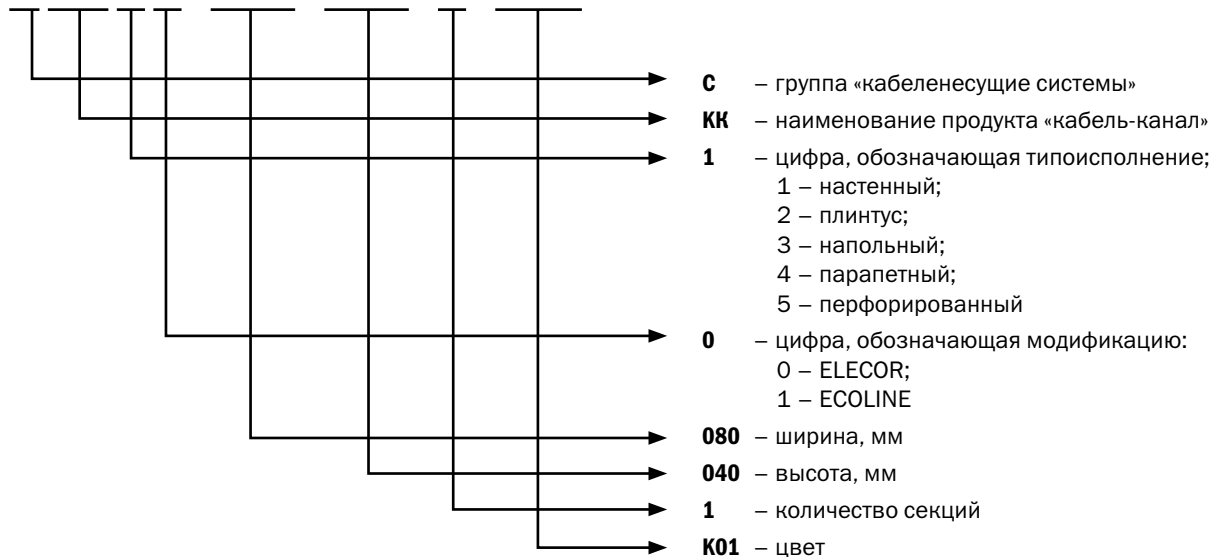 С – группа «кабеленесущие системы»
КК – наименование продукта «кабель-канал»
1 – цифра, обозначающая типоисполнение;
1 – настенный;
2 – плинтус;
3 – напольный;
4 – парапетный;
5 – перфорированный
0 – цифра, обозначающая модификацию:
0 – ELECOR;
1 – ECOLINE
080 – ширина, мм
040 – высота, мм
1 – количество секций
К01 – цвет